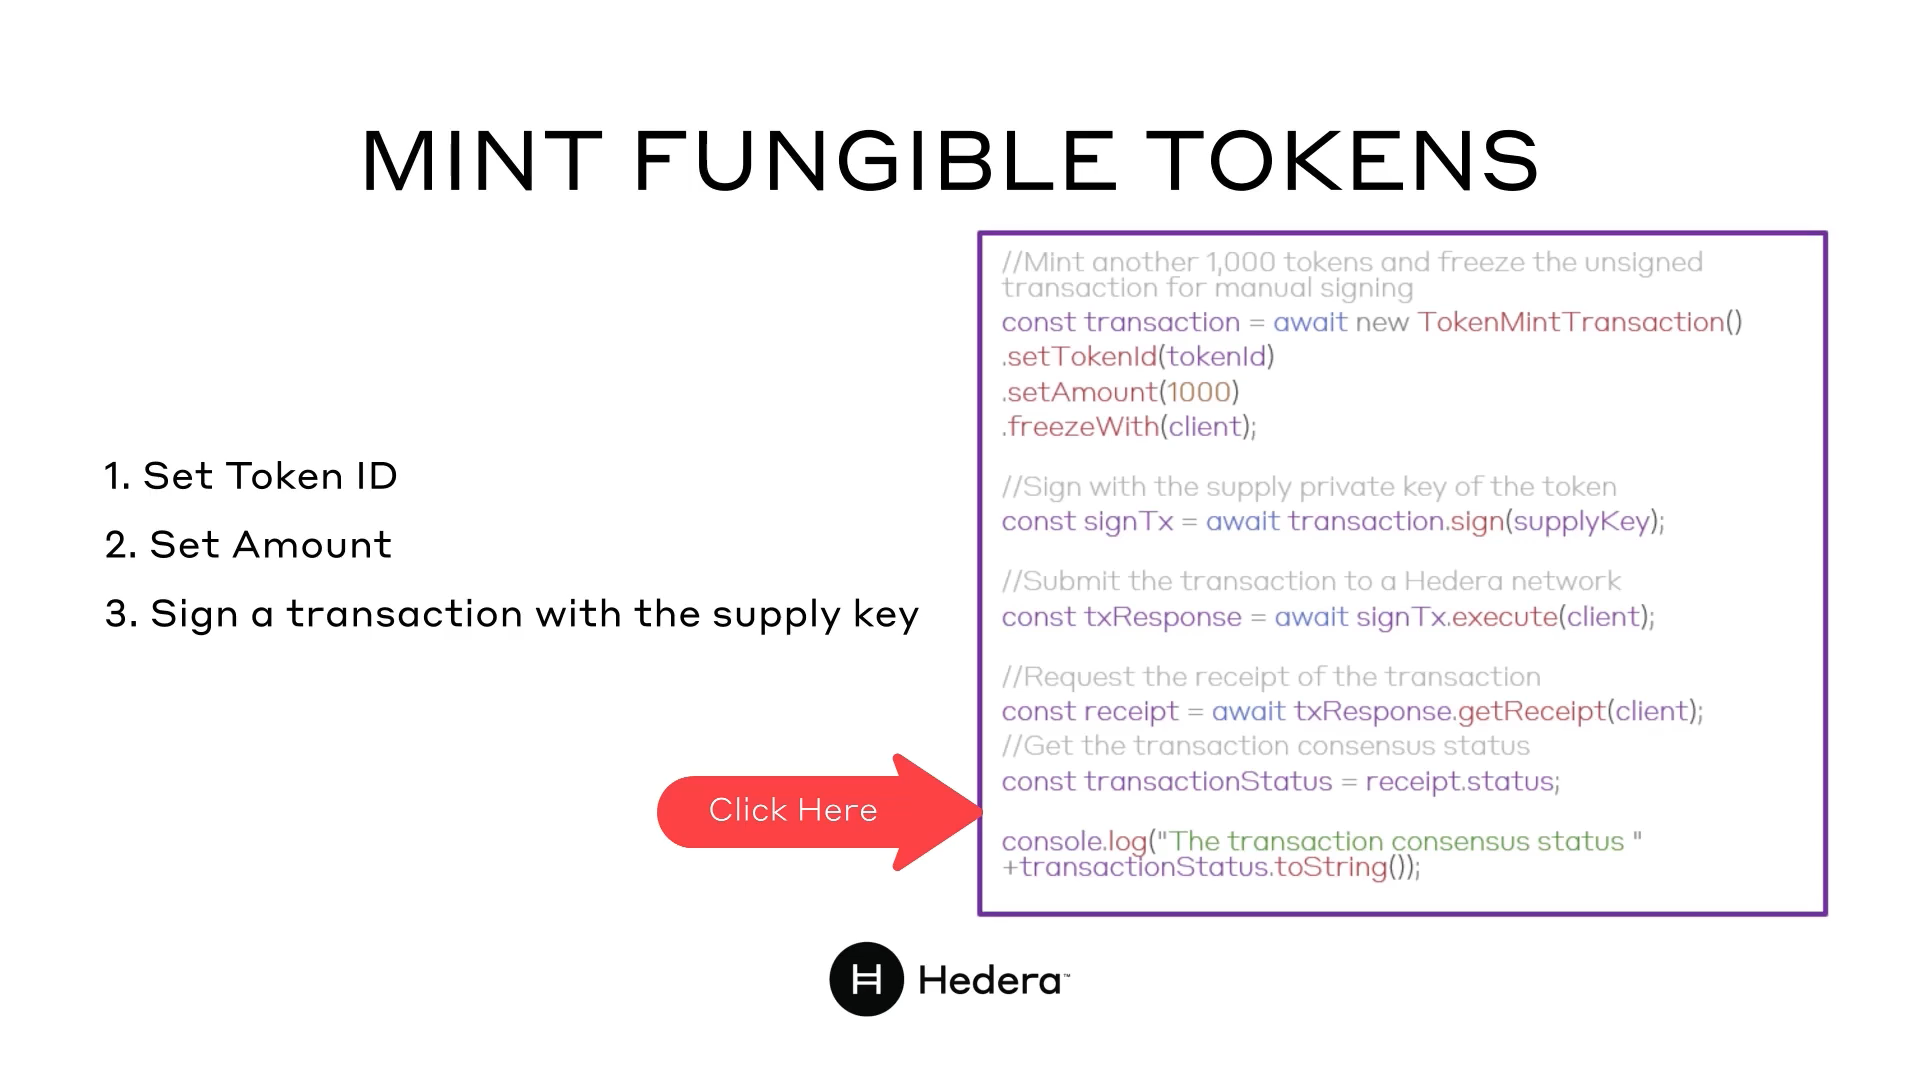 MINT FUNGIBLE TOKENS
1. Set Token ID
2. Set Amount
3. Sign a transaction with the supply key
Click Here
//Mint another 1,000 tokens and freeze the unsigned
transaction for manual signing
const transaction = await new TokenMintTransaction()
.setTokenId(tokenId)
.setAmount(1000)
.freezeWith(client);
//Sign with the supply private key of the token
const signTx = await transaction.sign(supplyKey);
//Submit the transaction to a Hedera network
const txResponse = await signTx.execute(client);
//Request the receipt of the transaction
const receipt = await txResponse.getReceipt(client);
//Get the transaction consensus status
const transactionStatus = receipt.status;
console.log("The transaction consensus status "
+transactionStatus.toString());
H Hedera™